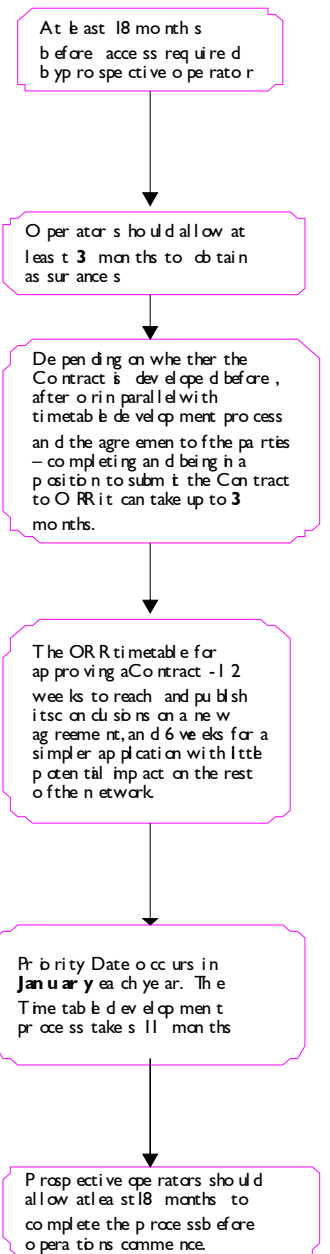 At least 18 months
before access required
by prospective operator
Operator should allow at
least 3 months to obtain
assurances
Depending on whether the
Contract is developed before,
after or in parallel with
timetable development process
and the agreement of the parties
– completing and being in a
position to submit the Contract
to ORR it can take up to 3
months.
The ORR timetable for
approving a Contract - 12
weeks to reach and publish
its conclusions on a new
agreement, and 6 weeks for a
simpler application with little
potential impact on the rest
of the network.
Priority Date occurs in
January each year. The
Timetable development
process takes 11 months
Prospective operators should
allow at least 18 months to
complete the process before
operations commence.